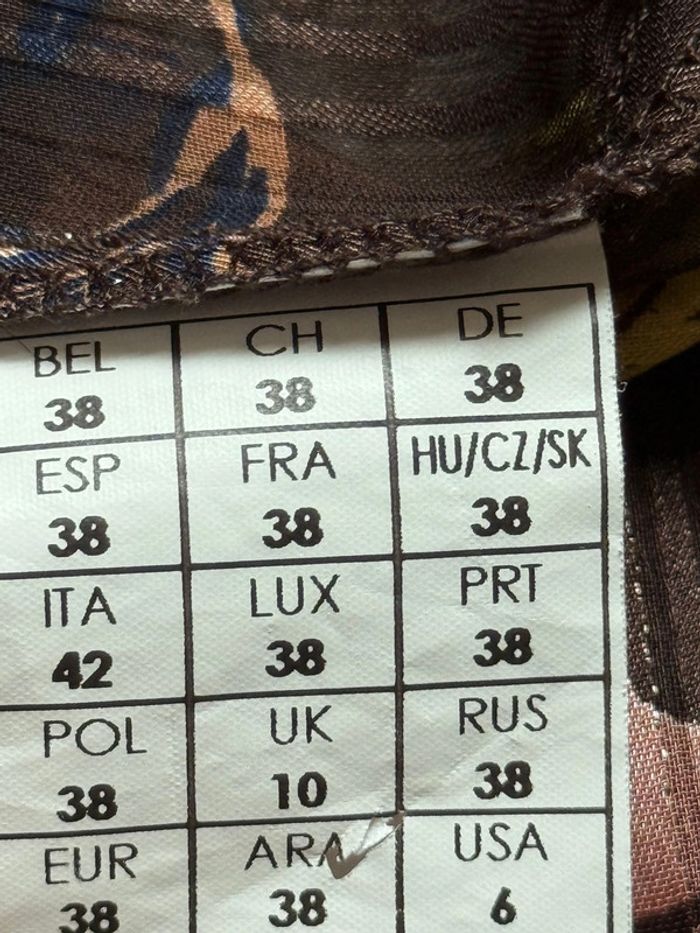 BEL CH DE
38 38 38
ESP FRA HU/CZ/SK
38 38 38
ITA LUX PRT
42 38 38
POL UK RUS
38 10 38
EUR ARA USA
38 38 6